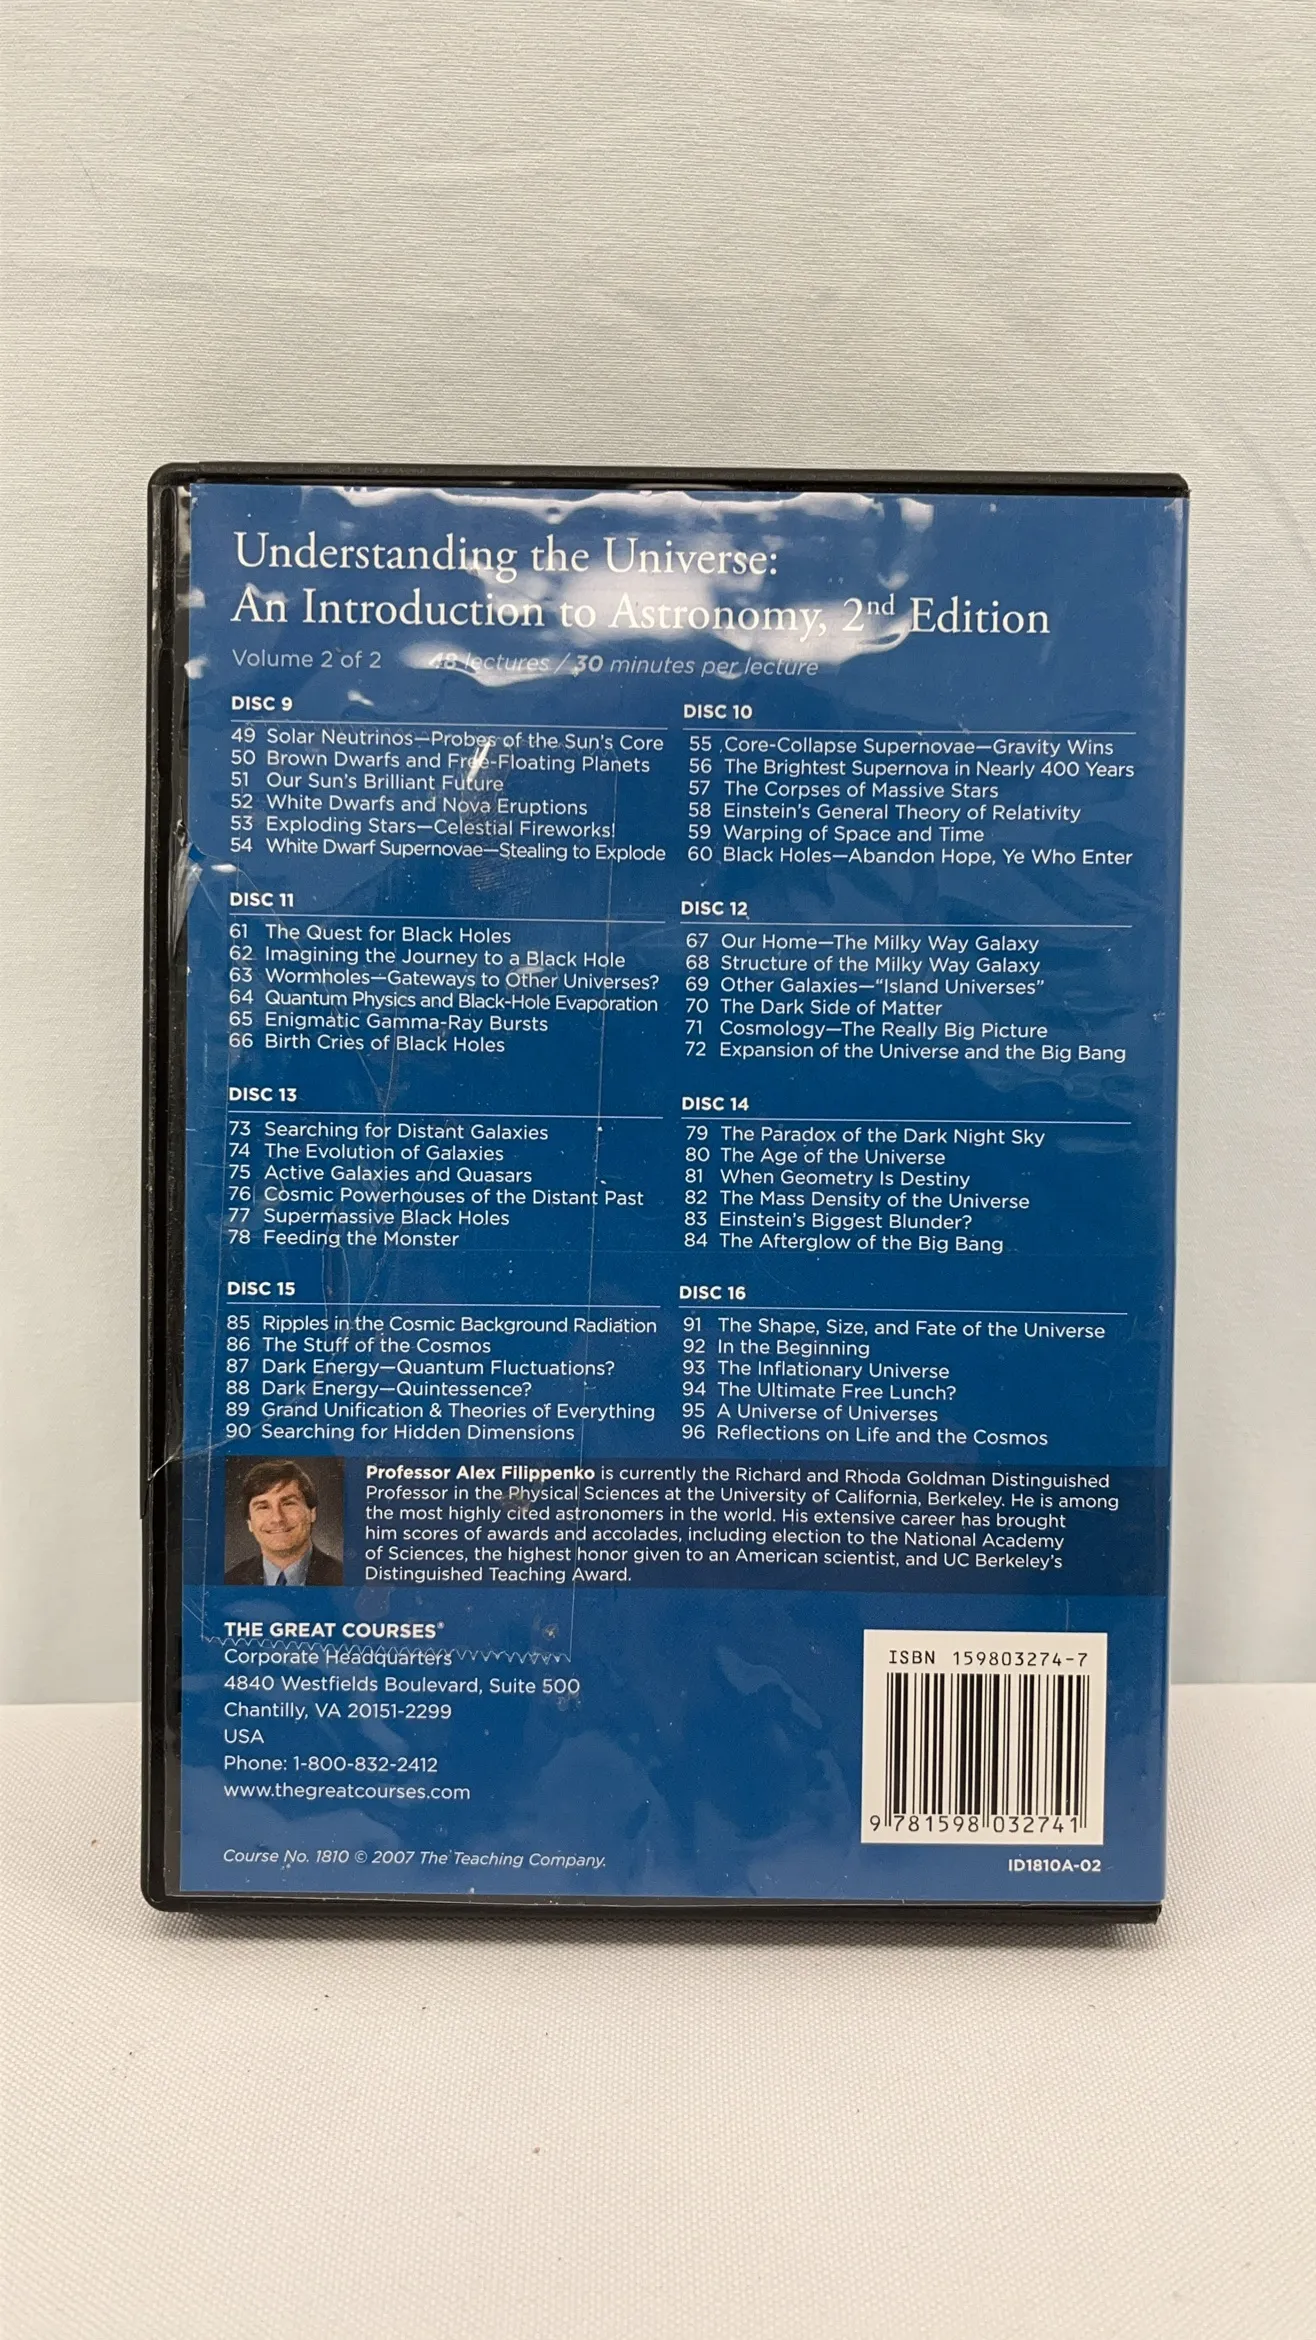 Understanding the Universe:
An Introduction to Astronomy, 2nd Edition
Volume 2 of 2 48 lectures / 30 minutes per lecture
DISC 9
49 Solar Neutrinos—Probes of the Sun's Core
50 Brown Dwarfs and Free-Floating Planets
51 Our Sun's Brilliant Future
52 White Dwarfs and Nova Eruptions
53 Exploding Stars—Celestial Fireworks!
54 White Dwarf Supernovae—Stealing to Explode
DISC 10
55 Core-Collapse Supernovae—Gravity Wins
56 The Brightest Supernova in Nearly 400 Years
57 The Corpses of Massive Stars
58 Einstein's General Theory of Relativity
59 Warping of Space and Time
60 Black Holes—Abandon Hope, Ye Who Enter
DISC 11
61 The Quest for Black Holes
62 Imagining the Journey to a Black Hole
63 Wormholes—Gateways to Other Universes?
64 Quantum Physics and Black-Hole Evaporation
65 Enigmatic Gamma-Ray Bursts
66 Birth Cries of Black Holes
DISC 12
67 Our Home—The Milky Way Galaxy
68 Structure of the Milky Way Galaxy
69 Other Galaxies—"Island Universes"
70 The Dark Side of Matter
71 Cosmology—The Really Big Picture
72 Expansion of the Universe and the Big Bang
DISC 13
73 Searching for Distant Galaxies
74 The Evolution of Galaxies
75 Active Galaxies and Quasars
76 Cosmic Powerhouses of the Distant Past
77 Supermassive Black Holes
78 Feeding the Monster
DISC 14
79 The Paradox of the Dark Night Sky
80 The Age of the Universe
81 When Geometry Is Destiny
82 The Mass Density of the Universe
83 Einstein's Biggest Blunder?
84 The Afterglow of the Big Bang
DISC 15
85 Ripples in the Cosmic Background Radiation
86 The Stuff of the Cosmos
87 Dark Energy—Quantum Fluctuations?
88 Dark Energy—Quintessence?
89 Grand Unification & Theories of Everything
90 Searching for Hidden Dimensions
DISC 16
91 The Shape, Size, and Fate of the Universe
92 In the Beginning
93 The Inflationary Universe
94 The Ultimate Free Lunch?
95 A Universe of Universes
96 Reflections on Life and the Cosmos
Professor Alex Filippenko is currently the Richard and Rhoda Goldman Distinguished
Professor in the Physical Sciences at the University of California, Berkeley. He is among
the most highly cited astronomers in the world. His extensive career has brought
him scores of awards and accolades, including election to the National Academy
of Sciences, the highest honor given to an American scientist, and UC Berkeley's
Distinguished Teaching Award.
THE GREAT COURSES®
Corporate Headquarters
4840 Westfields Boulevard, Suite 500
Chantilly, VA 20151-2299
USA
Phone: 1-800-832-2412
www.thegreatcourses.com
Course No. 1810 © 2007 The Teaching Company.
ISBN 159803274-7
9 781598 032741
ID1810A-02